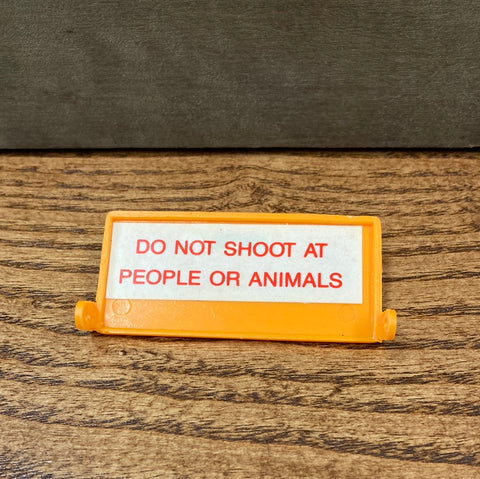 DO NOT SHOOT AT
PEOPLE OR ANIMALS